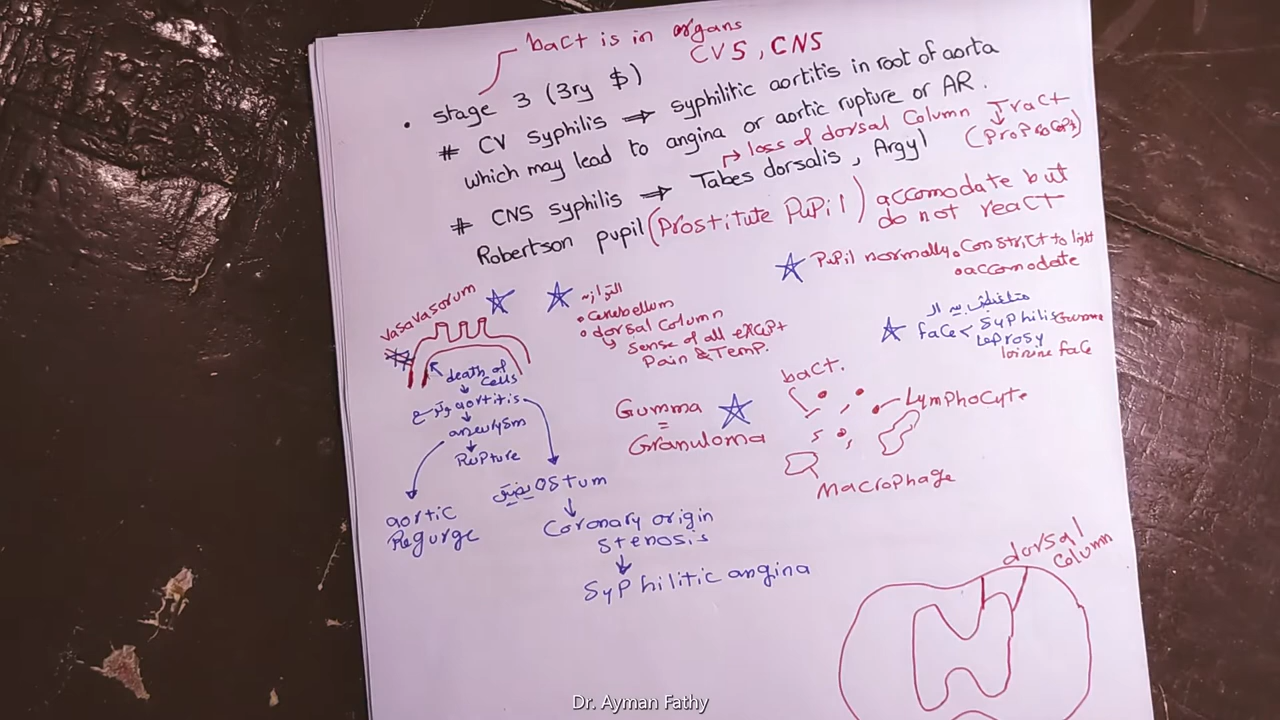 bact is in organs
CVS, CNS
• stage 3 (3ry $)
# CV syphilis ⇒ syphilitic aortitis in root of aorta
which may lead to angina or aortic rupture or AR.
↱ loss of dorsal Column Tract
# CNS syphilis ⇒ Tabes dorsalis, Argyl
Robertson pupil (Prostitute Pupil) accomodate but
do not react
Pupil normally • Constrict to light
• accomodate
vasa vasorum
death of
cells
↓
aortitis
↓
aneurysm
↓
Rupture
aortic
Regurge
Ostum
↓
Coronary origin
stenosis
↓
Syphilitic angina
• Cerebellum
• dorsal Column
↳ sense of all except
Pain & Temp.
face < Syphilis Gumma
Leprosy
face
Gumma
=
Granuloma
bact.
Lymphocyte
Macrophage
dorsal
Column
Dr. Ayman Fathy